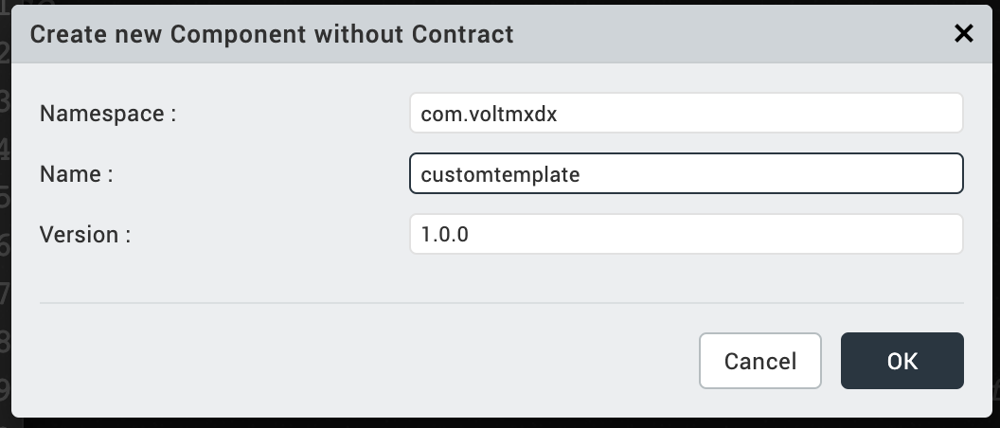 Create new Component without Contract
Namespace : com.voltmxdx
Name : customtemplate
Version : 1.0.0
Cancel OK